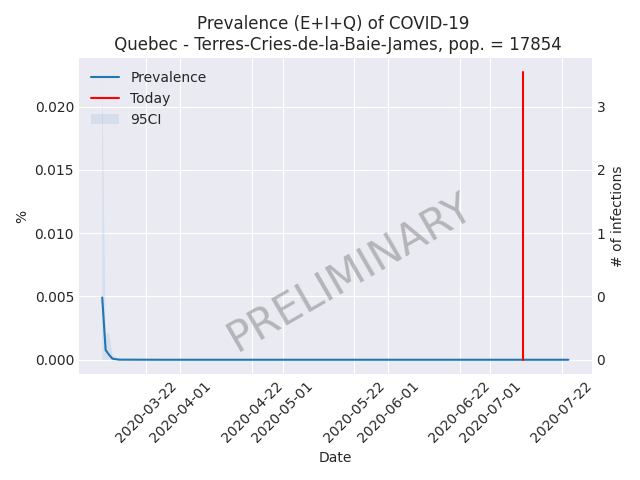 Prevalence (E+I+Q) of COVID-19
Quebec - Terres-Cries-de-la-Baie-James, pop. = 17854
Prevalence
Today
95CI
0.020
0.015
0.010
0.005
0.000
%
3
2
1
0
0
# of infections
PRELIMINARY
2020-03-22
2020-04-01
2020-04-22
2020-05-01
2020-05-22
2020-06-01
2020-06-22
2020-07-01
2020-07-22
Date